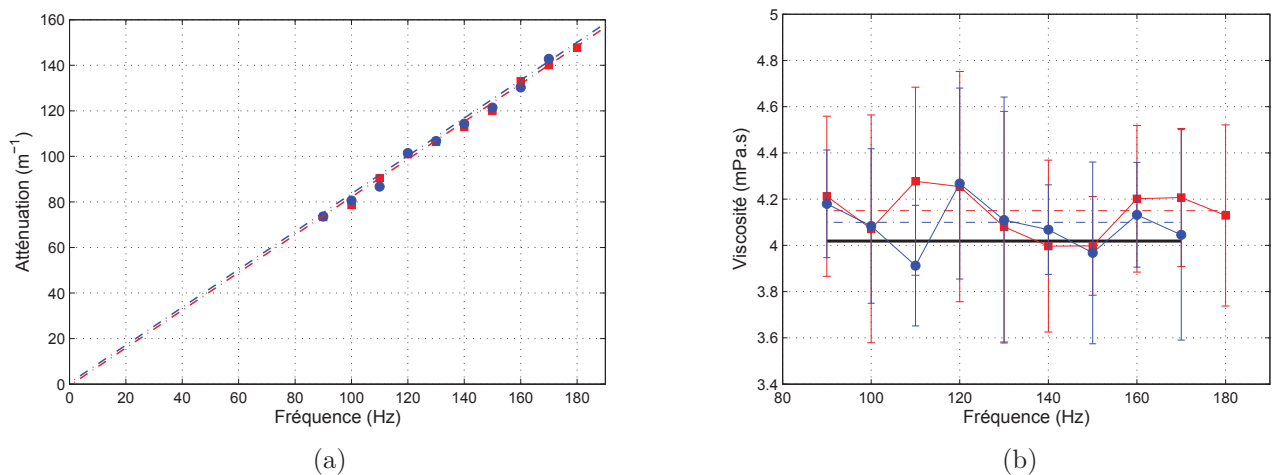 160
140
120
100
80
60
40
20
0
Atténuation (m⁻¹)
0 20 40 60 80 100 120 140 160 180
Fréquence (Hz)
(a)
5
4.8
4.6
4.4
4.2
4
3.8
3.6
3.4
Viscosité (mPa.s)
100 120 140 160 180
Fréquence (Hz)
(b)